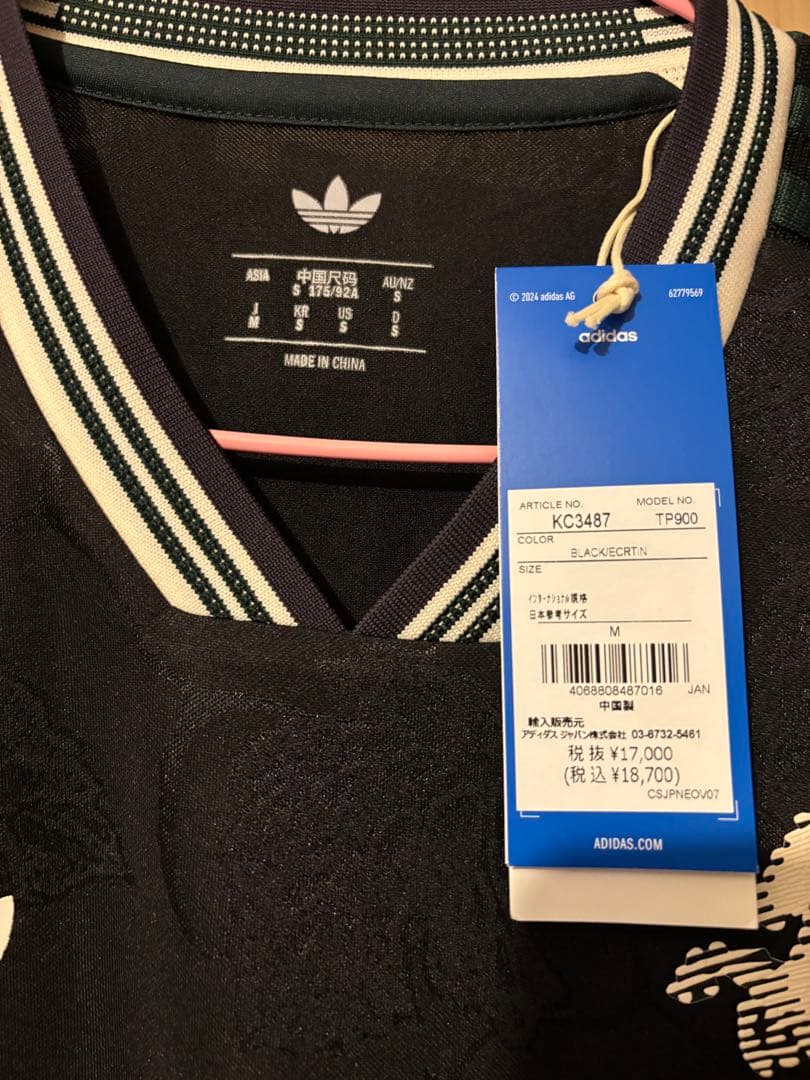 ASIA 中国尺码 AU/NZ
S 175/92A S
J KR US D
M S S S
MADE IN CHINA
© 2024 adidas AG 62779569
adidas
ARTICLE NO. MODEL NO.
KC3487 TP900
COLOR
BLACK/ECRTIN
SIZE
インターナショナル規格
日本参考サイズ
M
4068808487016 JAN
中国製
輸入販売元
アディダス ジャパン株式会社 03-6732-5461
税抜 ¥17,000
(税込 ¥18,700)
CSJPNEOV07
ADIDAS.COM